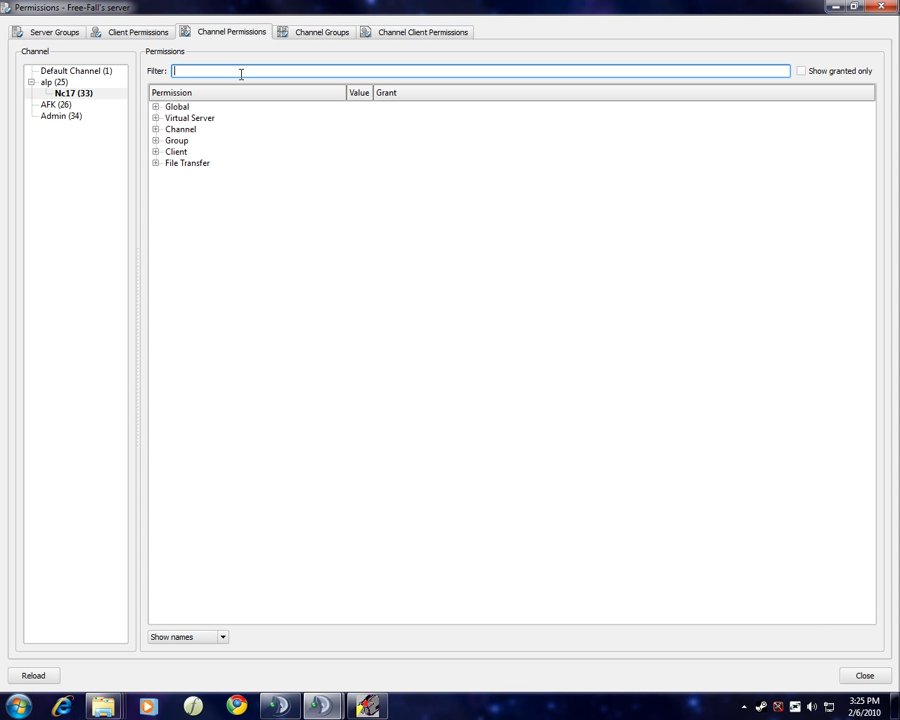 Permissions - Free-Fall's server
Server Groups
Client Permissions
Channel Permissions
Channel Groups
Channel Client Permissions
Channel
Default Channel (1)
alp (25)
Nc17 (33)
AFK (26)
Admin (34)
Permissions
Filter:
Show granted only
Permission Value Grant
Global
Virtual Server
Channel
Group
Client
File Transfer
Show names
Reload
Close
3:25 PM
2/6/2010